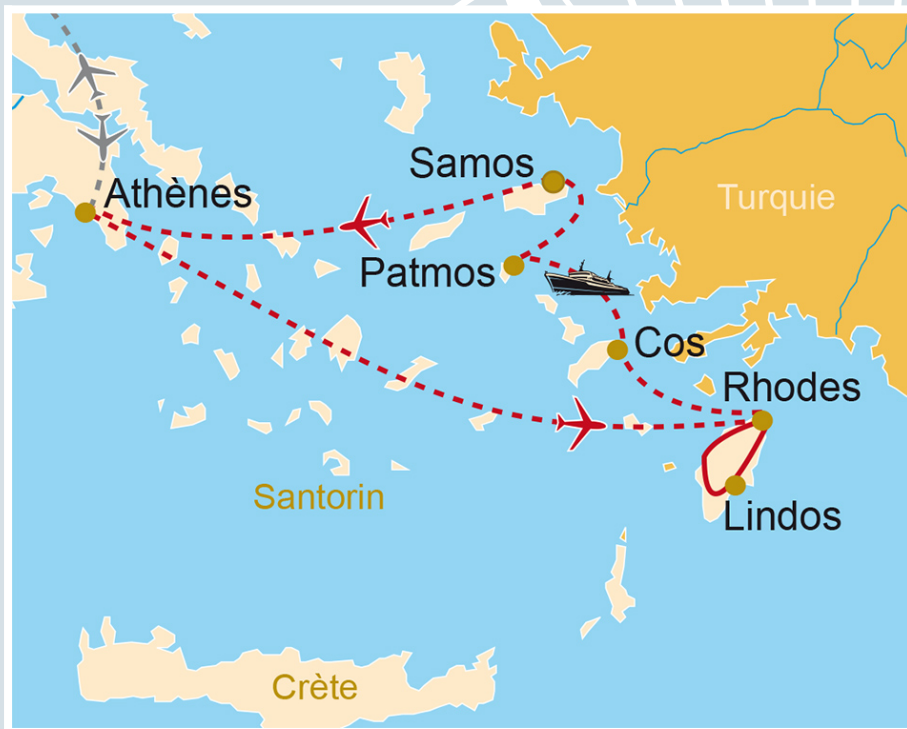 Samos
Athènes
Turquie
Patmos
Cos
Rhodes
Santorin
Lindos
Crète